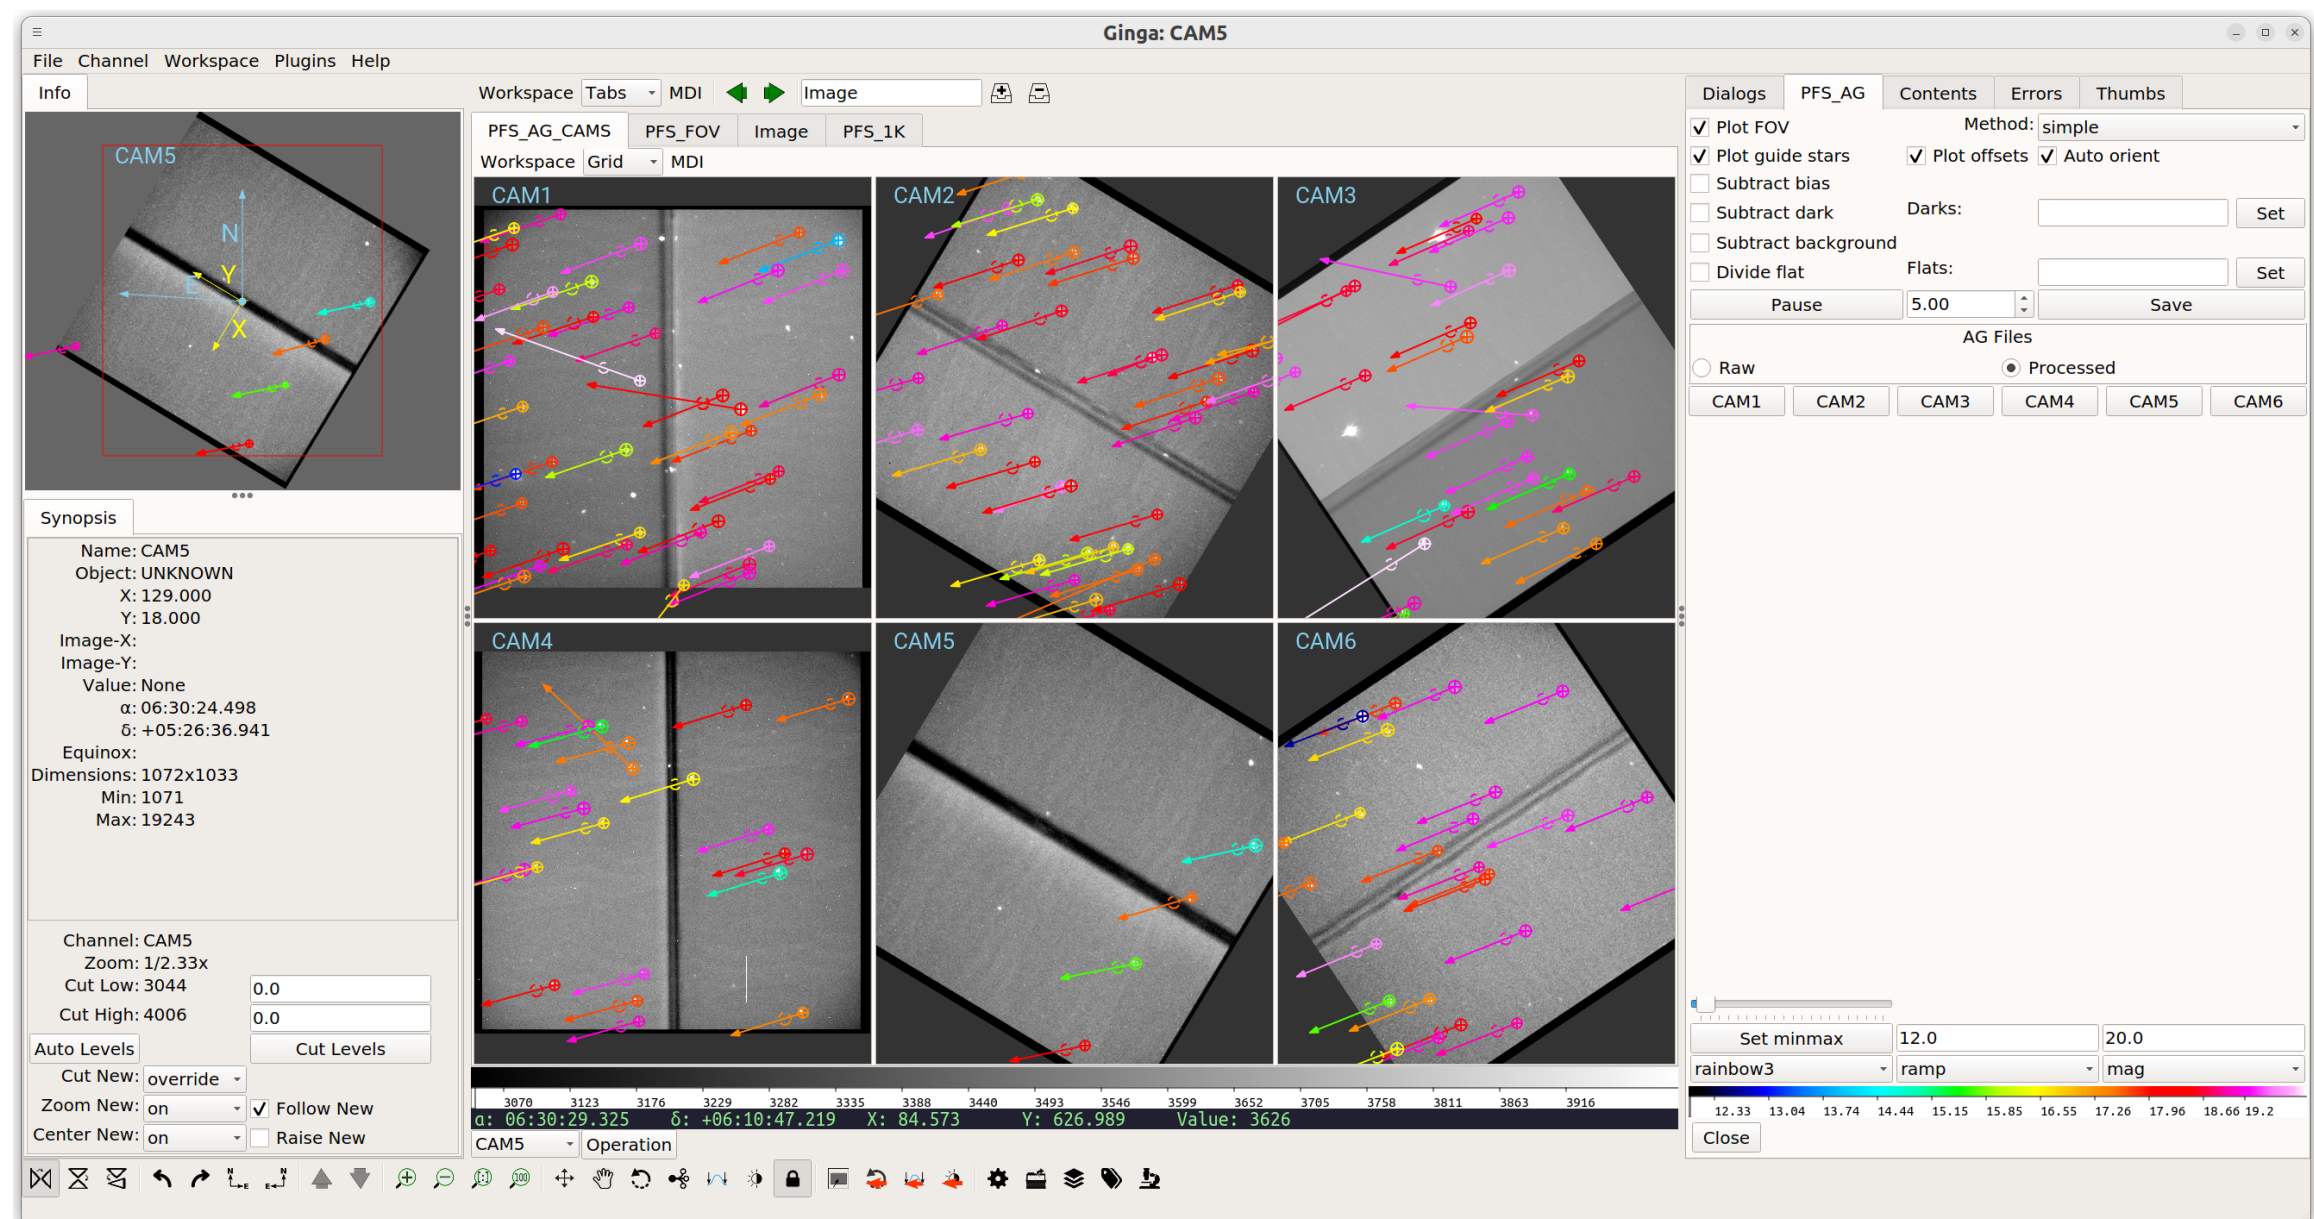 Ginga: CAM5
File Channel Workspace Plugins Help
Info
CAM5
N
E
Y
X
Synopsis
Name: CAM5
Object: UNKNOWN
X: 129.000
Y: 18.000
Image-X:
Image-Y:
Value: None
α: 06:30:24.498
δ: +05:26:36.941
Equinox:
Dimensions: 1072x1033
Min: 1071
Max: 19243
Channel: CAM5
Zoom: 1/2.33x
Cut Low: 3044 0.0
Cut High: 4006 0.0
Auto Levels Cut Levels
Cut New: override
Zoom New: on Follow New
Center New: on Raise New
Workspace Tabs MDI Image
PFS_AG_CAMS PFS_FOV Image PFS_1K
Workspace Grid MDI
CAM1 CAM2 CAM3
CAM4 CAM5 CAM6
3070 3123 3176 3229 3282 3335 3388 3440 3493 3546 3599 3652 3705 3758 3811 3863 3916
α: 06:30:29.325 δ: +06:10:47.219 X: 84.573 Y: 626.989 Value: 3626
CAM5 Operation
Dialogs PFS_AG Contents Errors Thumbs
Plot FOV Method: simple
Plot guide stars Plot offsets Auto orient
Subtract bias
Subtract dark Darks: Set
Subtract background
Divide flat Flats: Set
Pause 5.00 Save
AG Files
Raw Processed
CAM1 CAM2 CAM3 CAM4 CAM5 CAM6
Set minmax 12.0 20.0
rainbow3 ramp mag
12.33 13.04 13.74 14.44 15.15 15.85 16.55 17.26 17.96 18.66 19.2
Close
N E E N 100